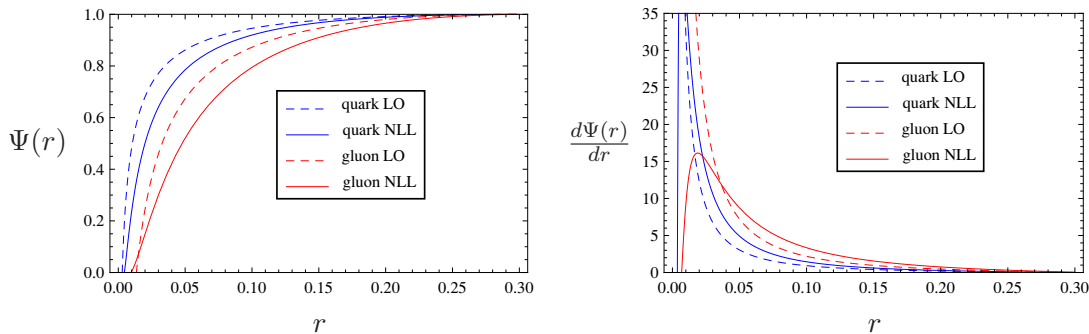 1.0
0.8
0.6
0.4
0.2
0.0
Ψ(r)
quark LO
quark NLL
gluon LO
gluon NLL
0.00 0.05 0.10 0.15 0.20 0.25 0.30
r
35
30
25
20
15
10
5
0
dΨ(r)
dr
quark LO
quark NLL
gluon LO
gluon NLL
0.00 0.05 0.10 0.15 0.20 0.25 0.30
r